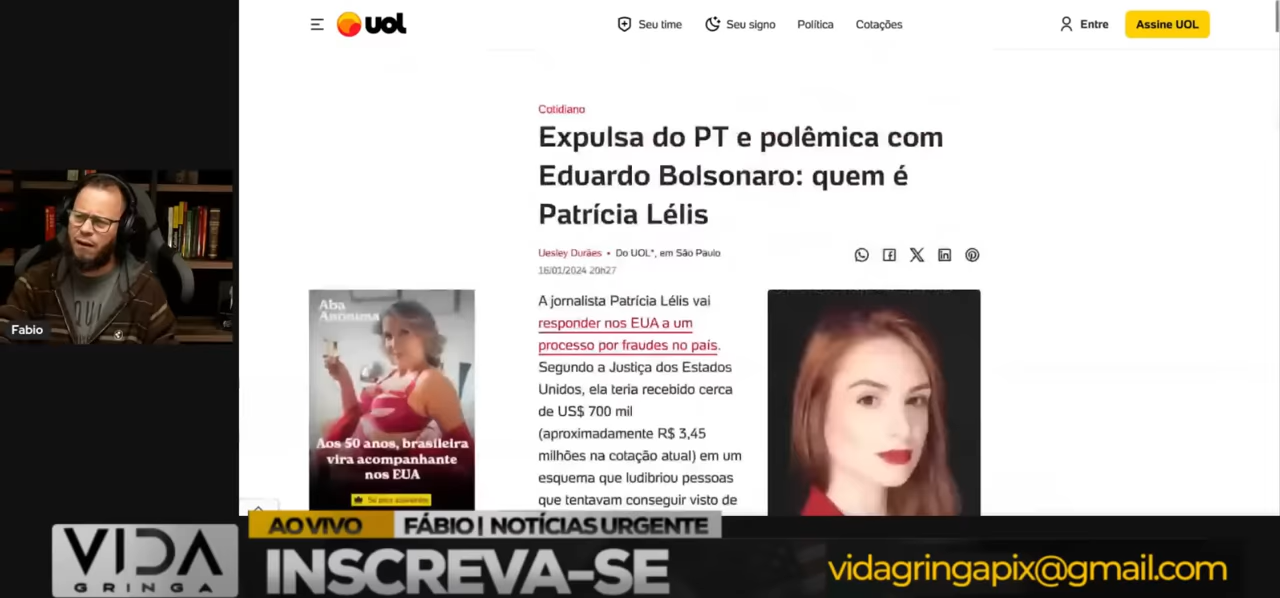 uol
Seu time
Seu signo
Política
Cotações
Entre
Assine UOL
Cotidiano
Expulsa do PT e polêmica com
Eduardo Bolsonaro: quem é
Patrícia Lélis
Uesley Durães • Do UOL*, em São Paulo
16/01/2024 20h27
A jornalista Patrícia Lélis vai
responder nos EUA a um
processo por fraudes no país.
Segundo a Justiça dos Estados
Unidos, ela teria recebido cerca
de US$ 700 mil
(aproximadamente R$ 3,45
milhões na cotação atual) em um
esquema que ludibriou pessoas
que tentavam conseguir visto de
Aba
Anônima
Aos 50 anos, brasileira
vira acompanhante
nos EUA
Fabio
VIDA
GRINGA
AO VIVO
FÁBIO | NOTÍCIAS URGENTE
INSCREVA-SE
vidagringapix@gmail.com